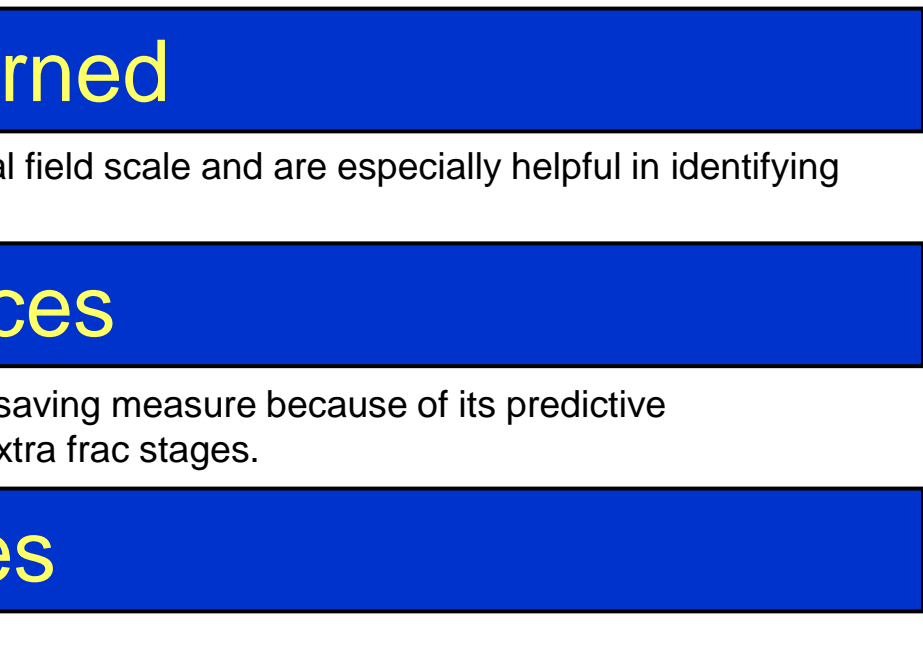 rned
al field scale and are especially helpful in identifying
ces
saving measure because of its predictive
xtra frac stages.
es